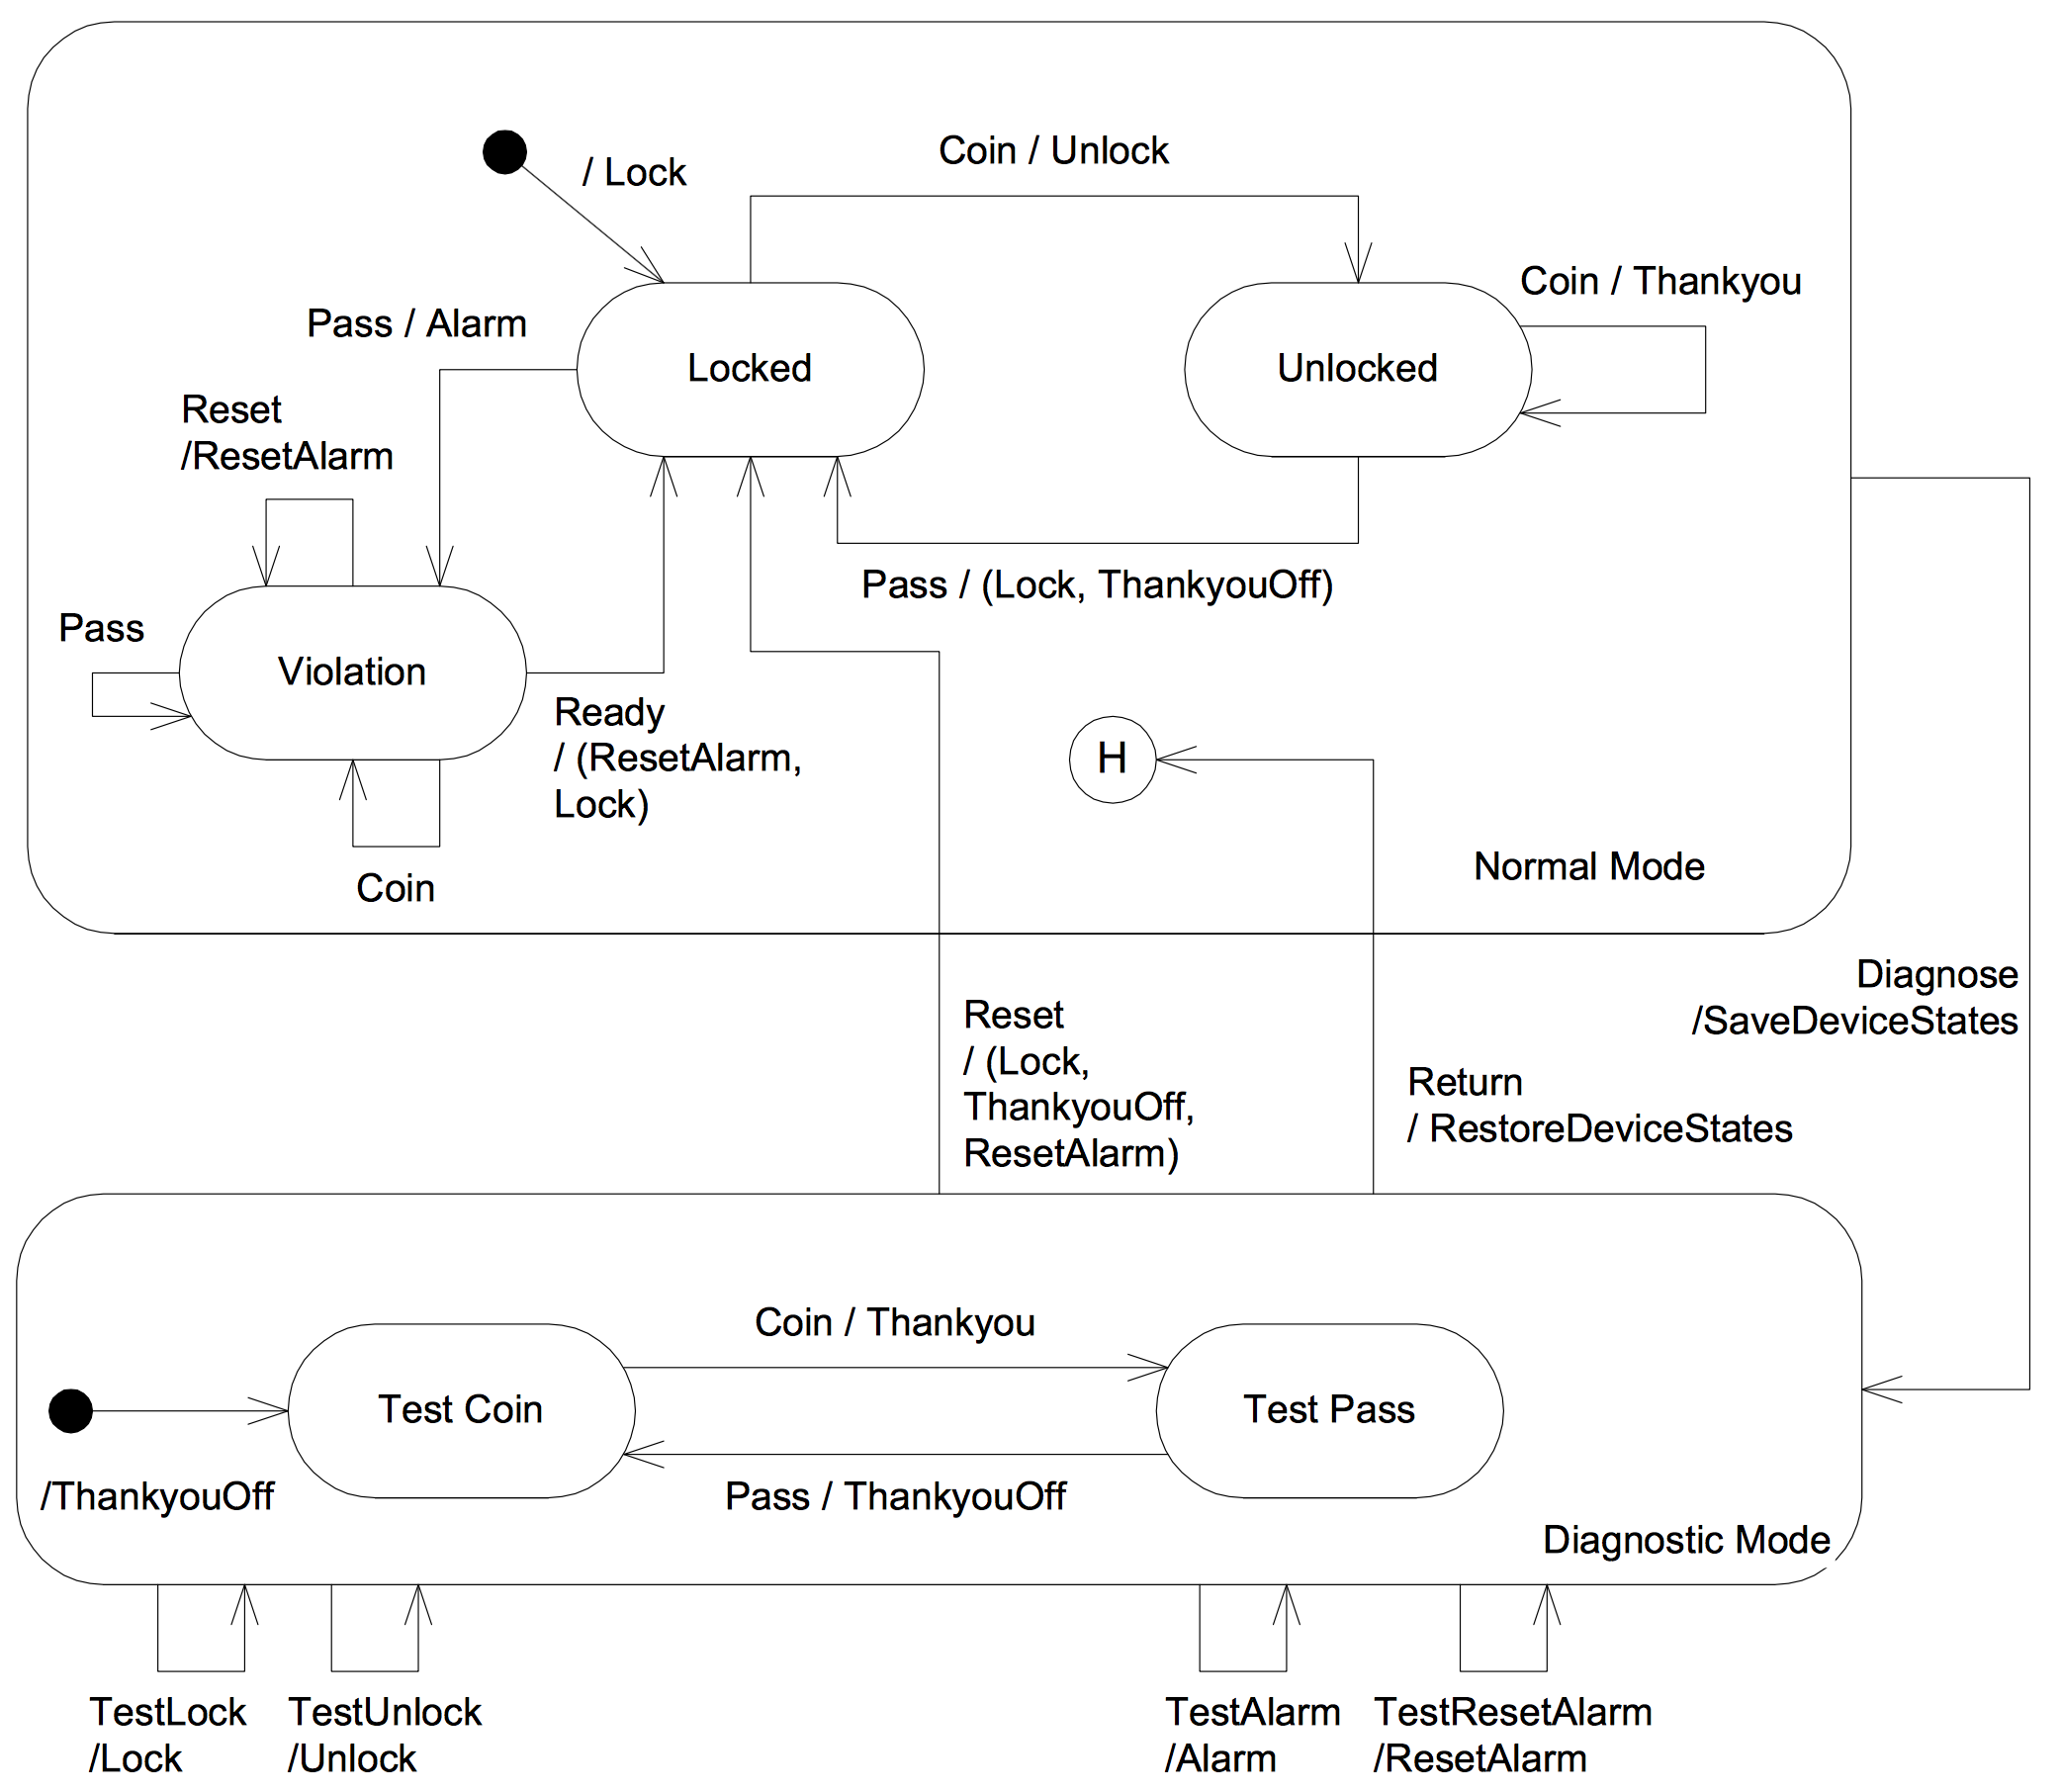 / Lock
Coin / Unlock
Coin / Thankyou
Pass / Alarm
Locked
Unlocked
Reset
/ResetAlarm
Pass / (Lock, ThankyouOff)
Pass
Violation
Ready
/ (ResetAlarm,
Lock)
H
Coin
Normal Mode
Diagnose
/SaveDeviceStates
Reset
/ (Lock,
ThankyouOff,
ResetAlarm)
Return
/ RestoreDeviceStates
Coin / Thankyou
Test Coin
Test Pass
/ThankyouOff
Pass / ThankyouOff
Diagnostic Mode
TestLock
/Lock
TestUnlock
/Unlock
TestAlarm
/Alarm
TestResetAlarm
/ResetAlarm